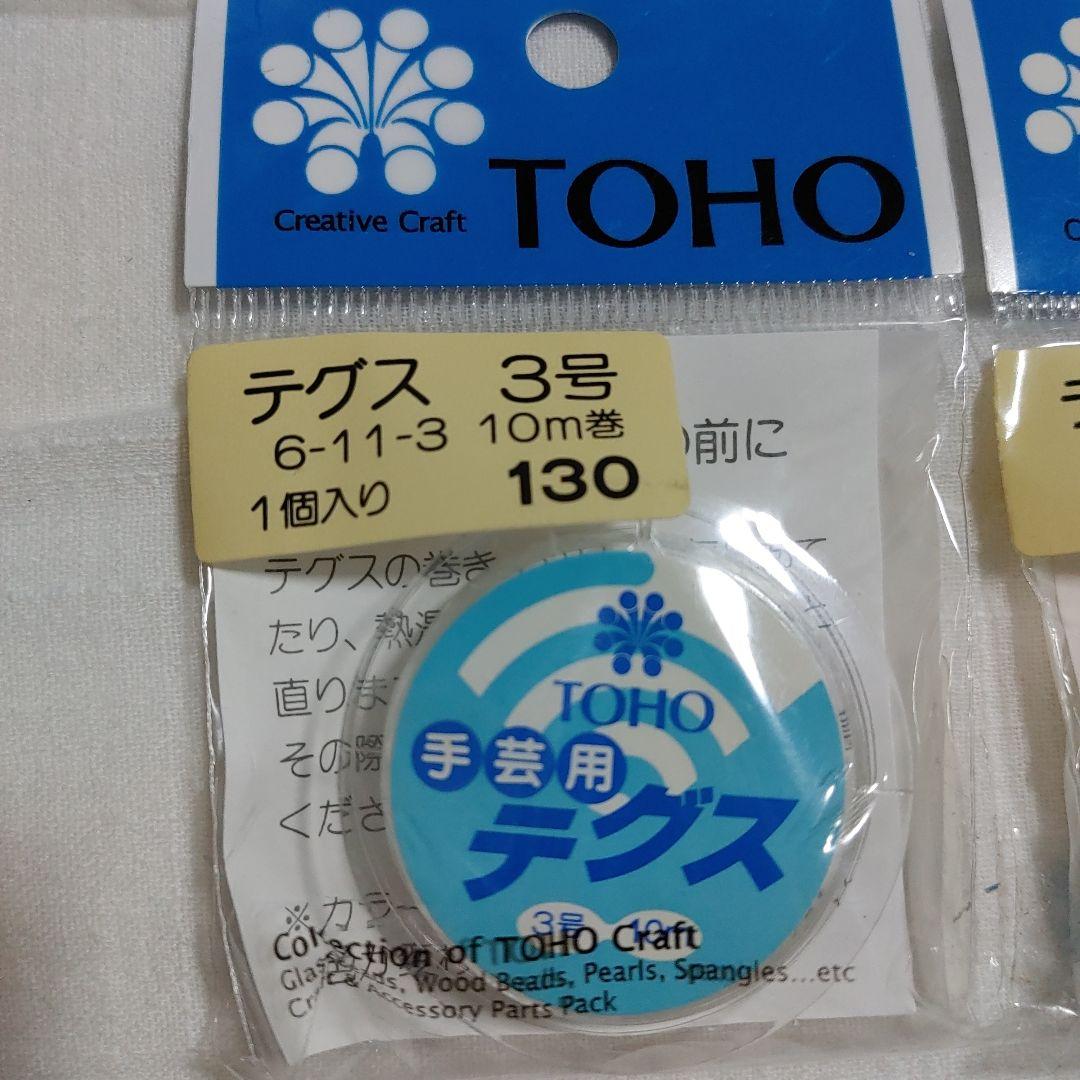 Creative Craft
TOHO
テグス 3号
6-11-3 10m巻
1個入り 130
前に
テグスの巻き
たり、熱
直りま
その際
くださ
※カラー
TOHO
手芸用
テグス
3号 10m
Collection of TOHO Craft
Beads, Wood Beads, Pearls, Spangles...etc
Accessory Parts Pack